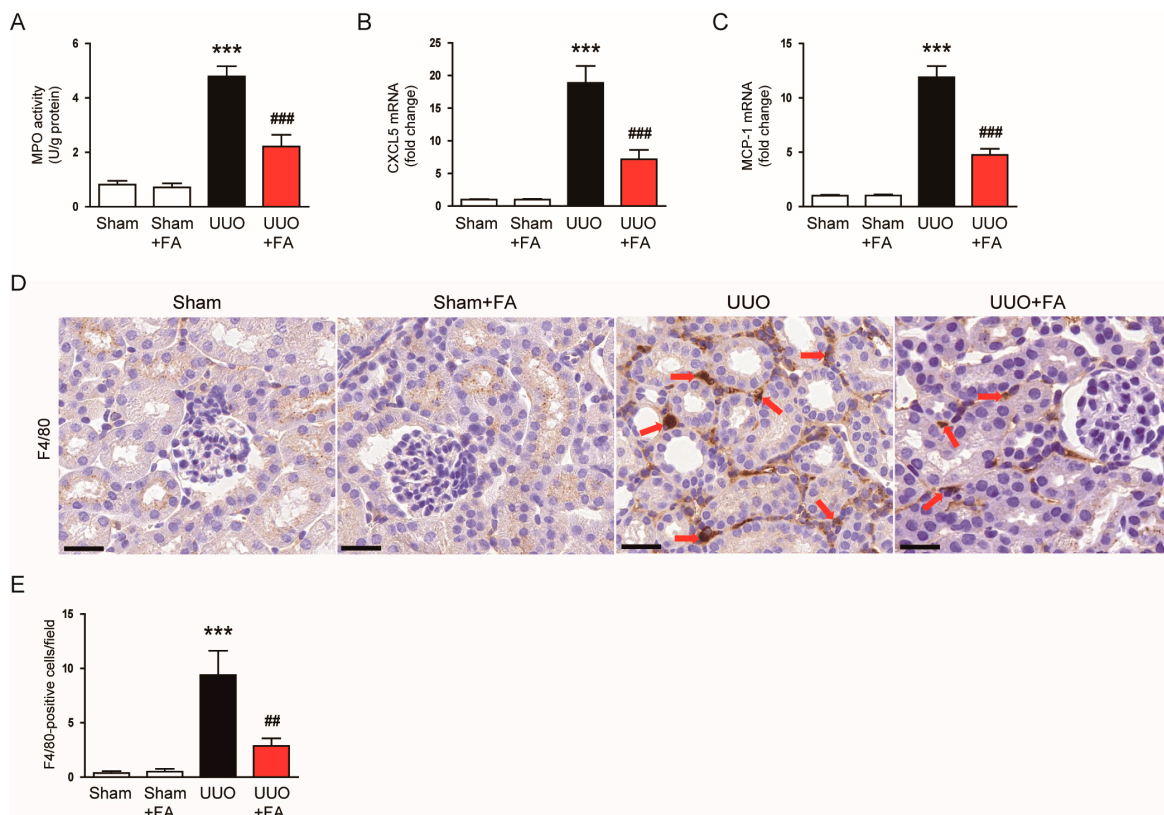 A
MPO activity
(U/g protein)
6
4
2
0
***
###
Sham
Sham
+FA
UUO
UUO
+FA
B
CXCL5 mRNA
(fold change)
25
20
15
10
5
0
***
###
Sham
Sham
+FA
UUO
UUO
+FA
C
MCP-1 mRNA
(fold change)
15
10
5
0
***
###
Sham
Sham
+FA
UUO
UUO
+FA
D
Sham
Sham+FA
UUO
UUO+FA
F4/80
E
F4/80-positive cells/field
15
10
5
0
***
##
Sham
Sham
+FA
UUO
UUO
+FA